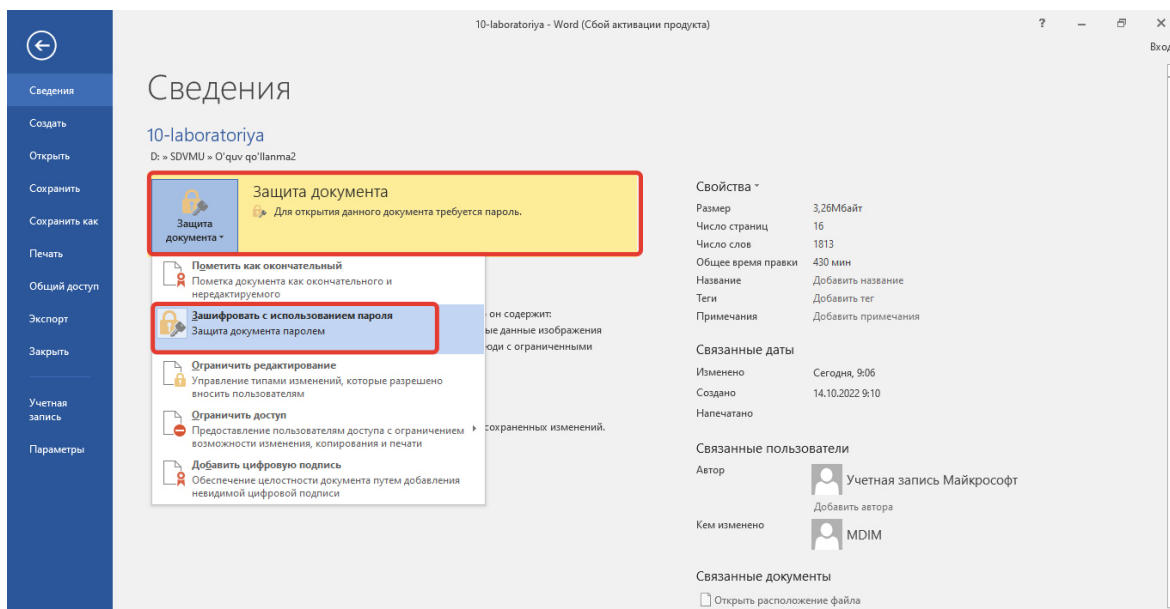 10-laboratoriya - Word (Сбой активации продукта)
?
Вход
Сведения
Создать
Открыть
Сохранить
Сохранить как
Печать
Общий доступ
Экспорт
Закрыть
Учетная
запись
Параметры
Сведения
10-laboratoriya
D: » SDVMU » O'quv qo'llanma2
Защита
документа
Защита документа
Для открытия данного документа требуется пароль.
Пометить как окончательный
Пометка документа как окончательного и
нередактируемого
Зашифровать с использованием пароля
Защита документа паролем
Ограничить редактирование
Управление типами изменений, которые разрешено
вносить пользователям
Ограничить доступ
Предоставление пользователям доступа с ограничением
возможности изменения, копирования и печати
Добавить цифровую подпись
Обеспечение целостности документа путем добавления
невидимой цифровой подписи
он содержит:
ые данные изображения
юди с ограниченными
сохраненных изменений.
Свойства
Размер 3,26Мбайт
Число страниц 16
Число слов 1813
Общее время правки 430 мин
Название Добавить название
Теги Добавить тег
Примечания Добавить примечания
Связанные даты
Изменено Сегодня, 9:06
Создано 14.10.2022 9:10
Напечатано
Связанные пользователи
Автор Учетная запись Майкрософт
Добавить автора
Кем изменено MDIM
Связанные документы
Открыть расположение файла